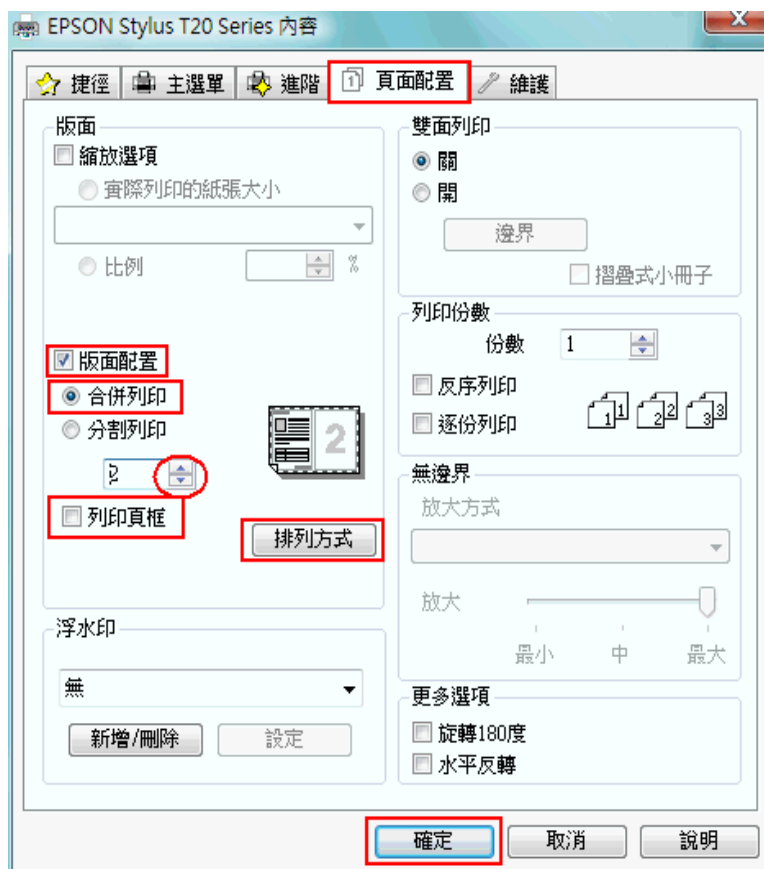 EPSON Stylus T20 Series 內容
捷徑 主選單 進階 頁面配置 維護
版面
縮放選項
實際列印的紙張大小
比例 %
版面配置
合併列印
分割列印
2
2
列印頁框
排列方式
浮水印
無
新增/刪除 設定
雙面列印
關
開
邊界
摺疊式小冊子
列印份數
份數 1
反序列印
逐份列印
1 1 2 2 3 3
無邊界
放大方式
放大
最小 中 最大
更多選項
旋轉180度
水平反轉
確定 取消 說明